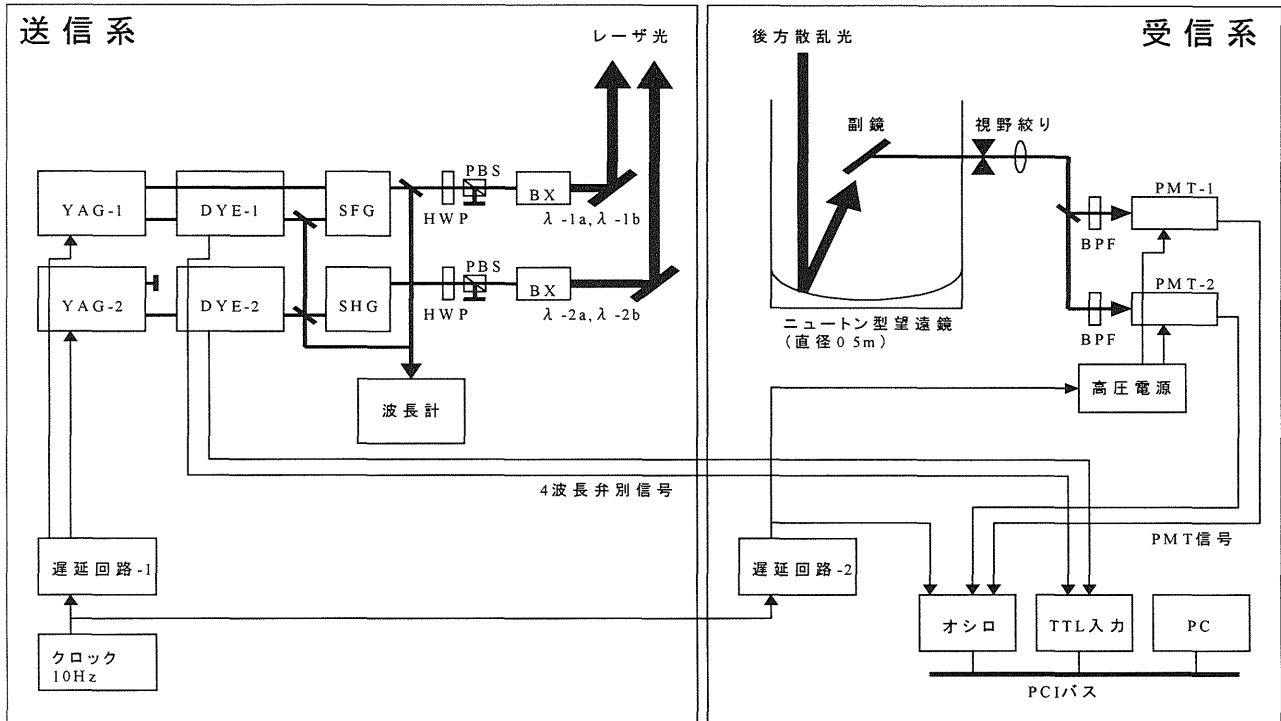 送信系
レーザ光
YAG-1
DYE-1
SFG
HWP
PBS
BX
λ-1a,λ-1b
YAG-2
DYE-2
SHG
HWP
PBS
BX
λ-2a,λ-2b
波長計
4波長弁別信号
遅延回路-1
クロック
10Hz
受信系
後方散乱光
副鏡
視野絞り
PMT-1
BPF
PMT-2
BPF
ニュートン型望遠鏡
(直径0 5m)
高圧電源
PMT信号
遅延回路-2
オシロ
TTL入力
PC
PCIバス